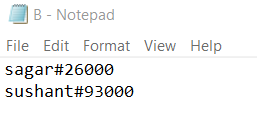 B - Notepad
File Edit Format View Help
sagar#26000
sushant#93000